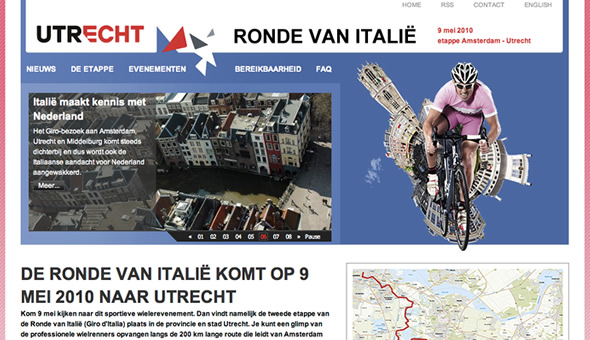 HOME RSS CONTACT ENGLISH
UTRECHT
RONDE VAN ITALIË
9 mei 2010
etappe Amsterdam - Utrecht
NIEUWS DE ETAPPE EVENEMENTEN BEREIKBAARHEID FAQ
Italië maakt kennis met
Nederland
Het Giro-bezoek aan Amsterdam,
Utrecht en Middelburg komt steeds
dichterbij en dus wordt ook de
Italiaanse aandacht voor Nederland
aangewakkerd.
Meer...
◄ 01 02 03 04 05 06 07 08 ► Pauze
DE RONDE VAN ITALIË KOMT OP 9
MEI 2010 NAAR UTRECHT
Kom 9 mei kijken naar dit sportieve wielerevenement. Dan vindt namelijk de tweede etappe van
de Ronde van Italië (Giro d'Italia) plaats in de provincie en stad Utrecht. Je kunt een glimp van
de professionele wielrenners opvangen langs de 200 km lange route die leidt van Amsterdam